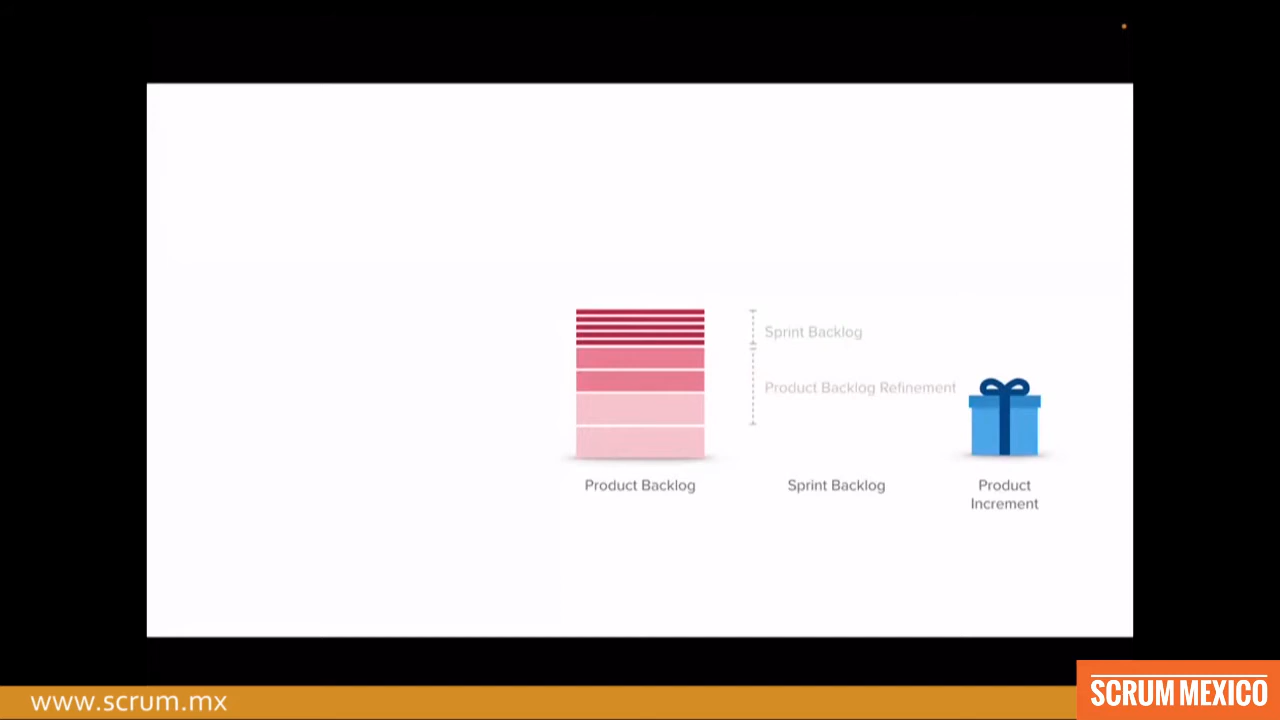 Sprint Backlog
Product Backlog Refinement
Product Backlog
Sprint Backlog
Product
Increment
www.scrum.mx
SCRUM MEXICO